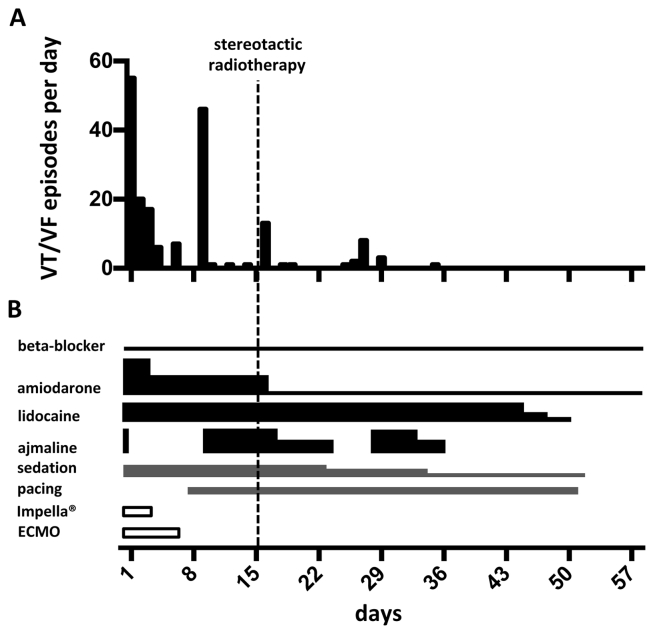 A
stereotactic
radiotherapy
VT/VF episodes per day
60
40
20
0
B
beta-blocker
amiodarone
lidocaine
ajmaline
sedation
pacing
Impella®
ECMO
1 8 15 22 29 36 43 50 57
days